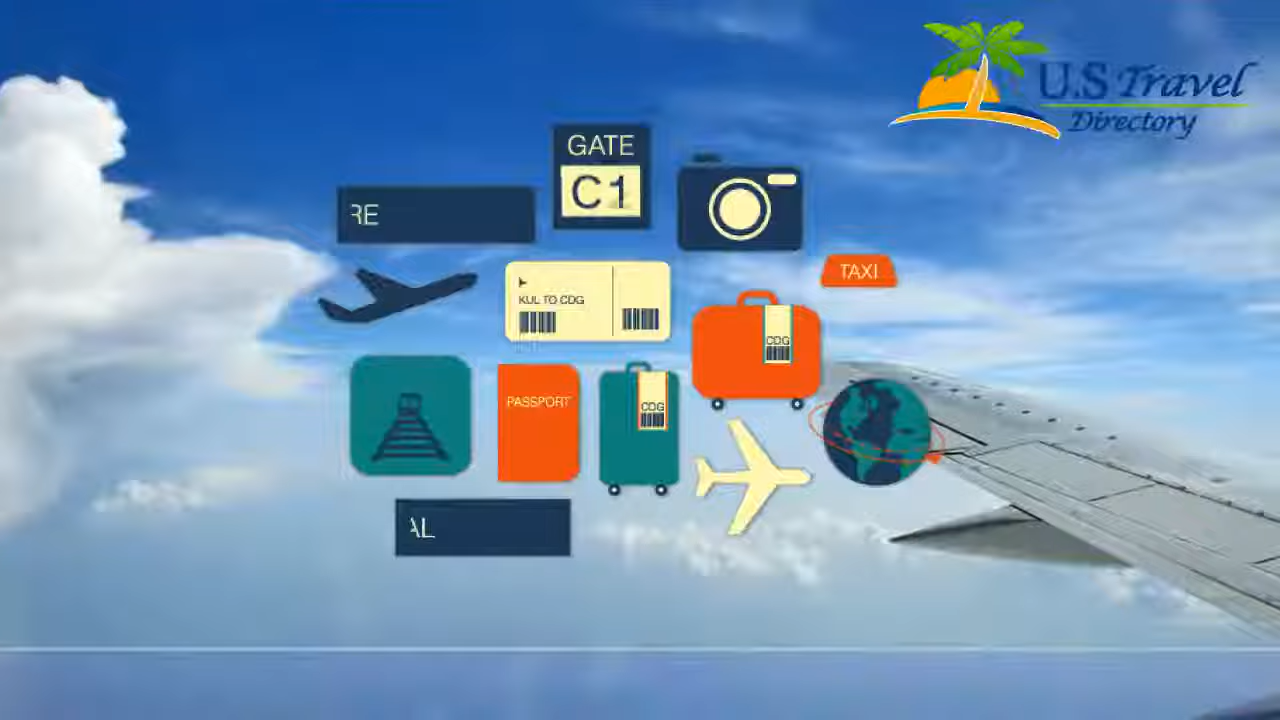 U.S Travel
Directory
GATE
C1
RE
TAXI
KUL TO CDG
CDG
PASSPORT
CDG
AL